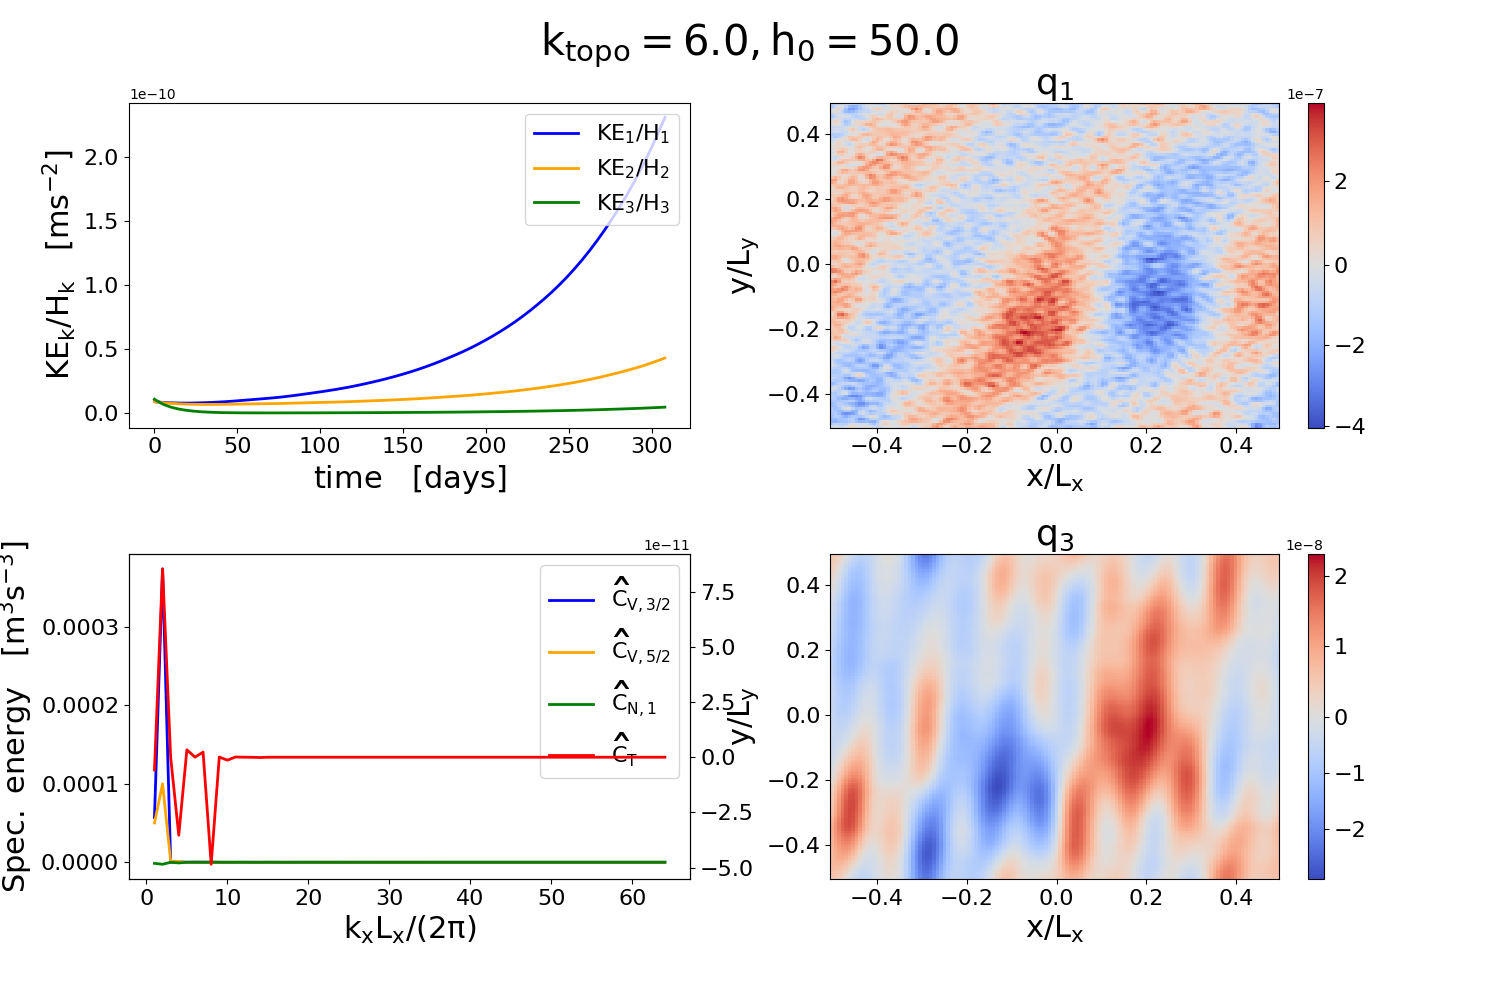 k_topo = 6.0, h_0 = 50.0
1e−10
KE_k/H_k [ms^−2]
2.0
1.5
1.0
0.5
0.0
KE_1/H_1
KE_2/H_2
KE_3/H_3
0 50 100 150 200 250 300
time [days]
q_1
1e−7
y/L_y
0.4
0.2
0.0
−0.2
−0.4
−0.4 −0.2 0.0 0.2 0.4
x/L_x
2
0
−2
−4
1e−11
Spec. energy [m^3s^−3]
0.0003
0.0002
0.0001
0.0000
Ĉ_V,3/2
Ĉ_V,5/2
Ĉ_N,1
Ĉ_T
7.5
5.0
2.5
0.0
−2.5
−5.0
0 10 20 30 40 50 60
k_xL_x/(2π)
q_3
1e−8
y/L_y
0.4
0.2
0.0
−0.2
−0.4
−0.4 −0.2 0.0 0.2 0.4
x/L_x
2
1
0
−1
−2